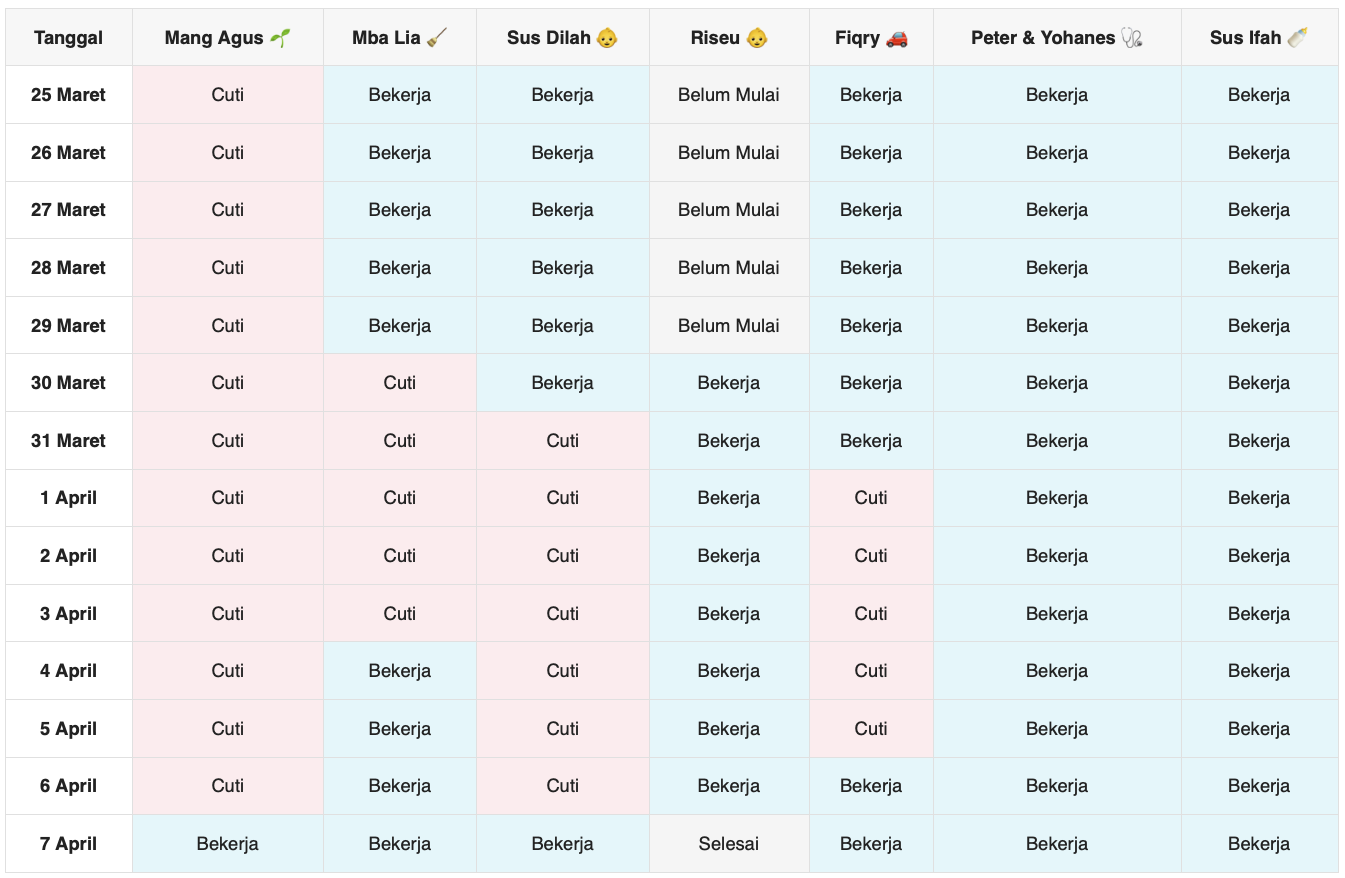 Tanggal Mang Agus 🌱 Mba Lia 🧹 Sus Dilah 👶 Riseu 👶 Fiqry 🚗 Peter & Yohanes 🩺 Sus Ifah 🍼
25 Maret Cuti Bekerja Bekerja Belum Mulai Bekerja Bekerja Bekerja
26 Maret Cuti Bekerja Bekerja Belum Mulai Bekerja Bekerja Bekerja
27 Maret Cuti Bekerja Bekerja Belum Mulai Bekerja Bekerja Bekerja
28 Maret Cuti Bekerja Bekerja Belum Mulai Bekerja Bekerja Bekerja
29 Maret Cuti Bekerja Bekerja Belum Mulai Bekerja Bekerja Bekerja
30 Maret Cuti Cuti Bekerja Bekerja Bekerja Bekerja Bekerja
31 Maret Cuti Cuti Cuti Bekerja Bekerja Bekerja Bekerja
1 April Cuti Cuti Cuti Bekerja Cuti Bekerja Bekerja
2 April Cuti Cuti Cuti Bekerja Cuti Bekerja Bekerja
3 April Cuti Cuti Cuti Bekerja Cuti Bekerja Bekerja
4 April Cuti Bekerja Cuti Bekerja Cuti Bekerja Bekerja
5 April Cuti Bekerja Cuti Bekerja Cuti Bekerja Bekerja
6 April Cuti Bekerja Cuti Bekerja Bekerja Bekerja Bekerja
7 April Bekerja Bekerja Bekerja Selesai Bekerja Bekerja Bekerja